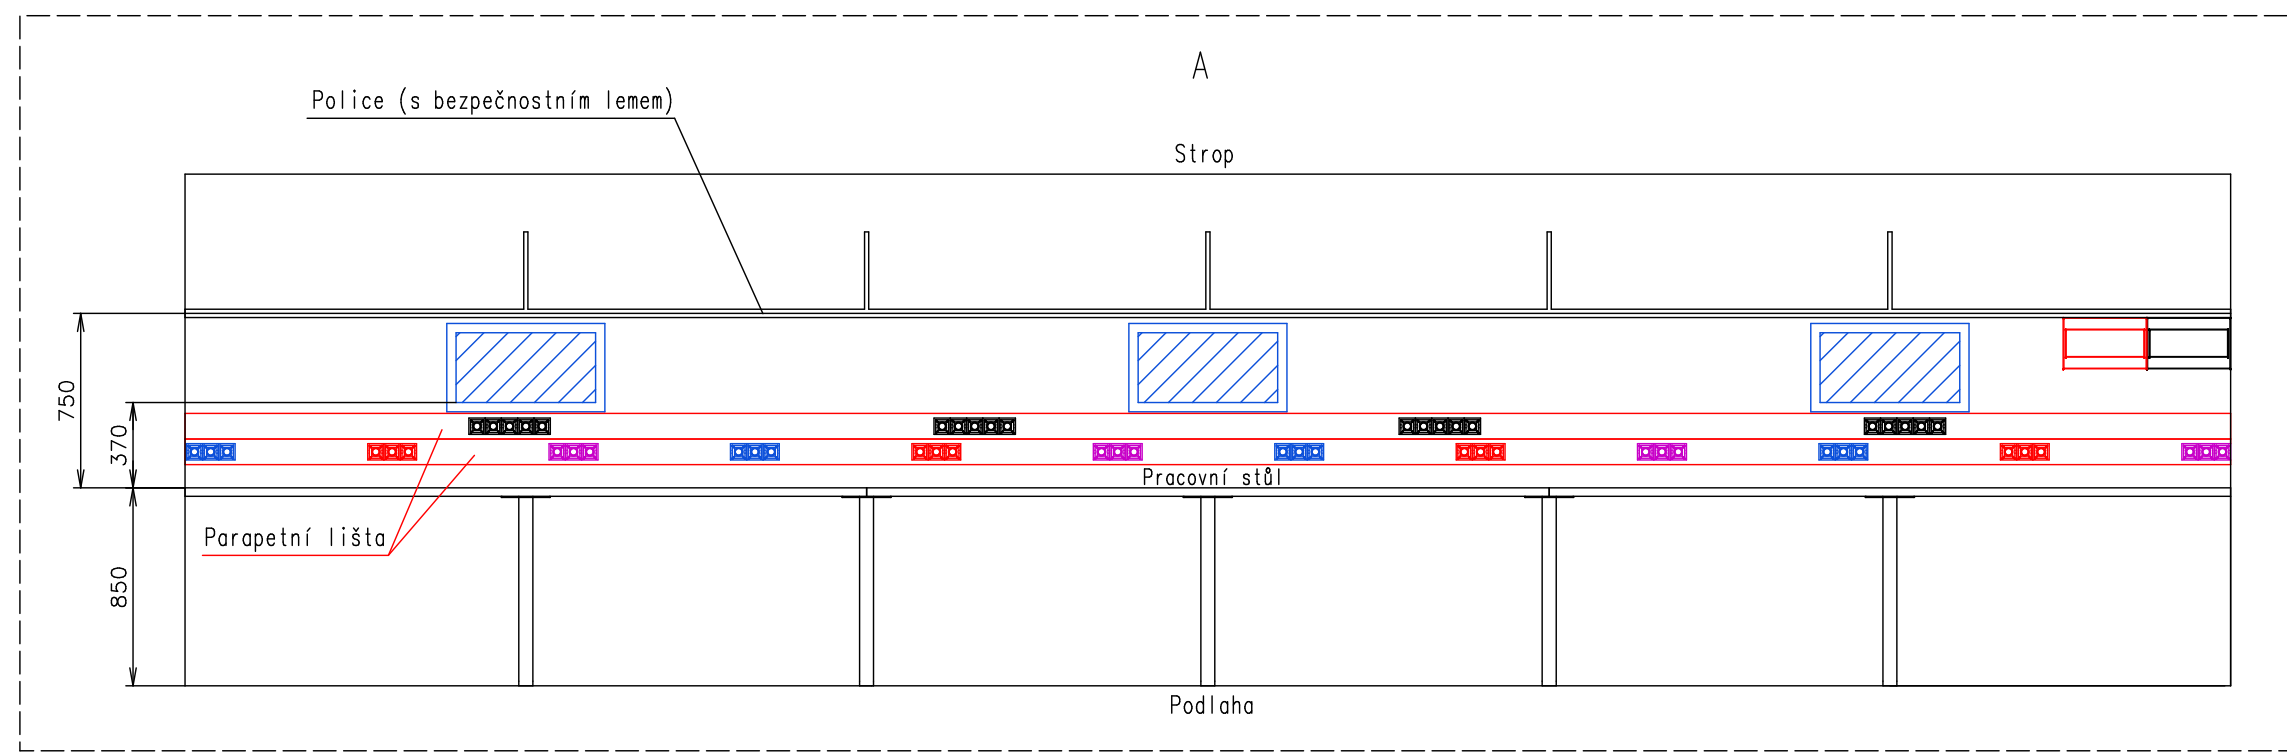 A
Police (s bezpečnostním lemem)
Strop
750
370
Pracovní stůl
Parapetní lišta
850
Podlaha